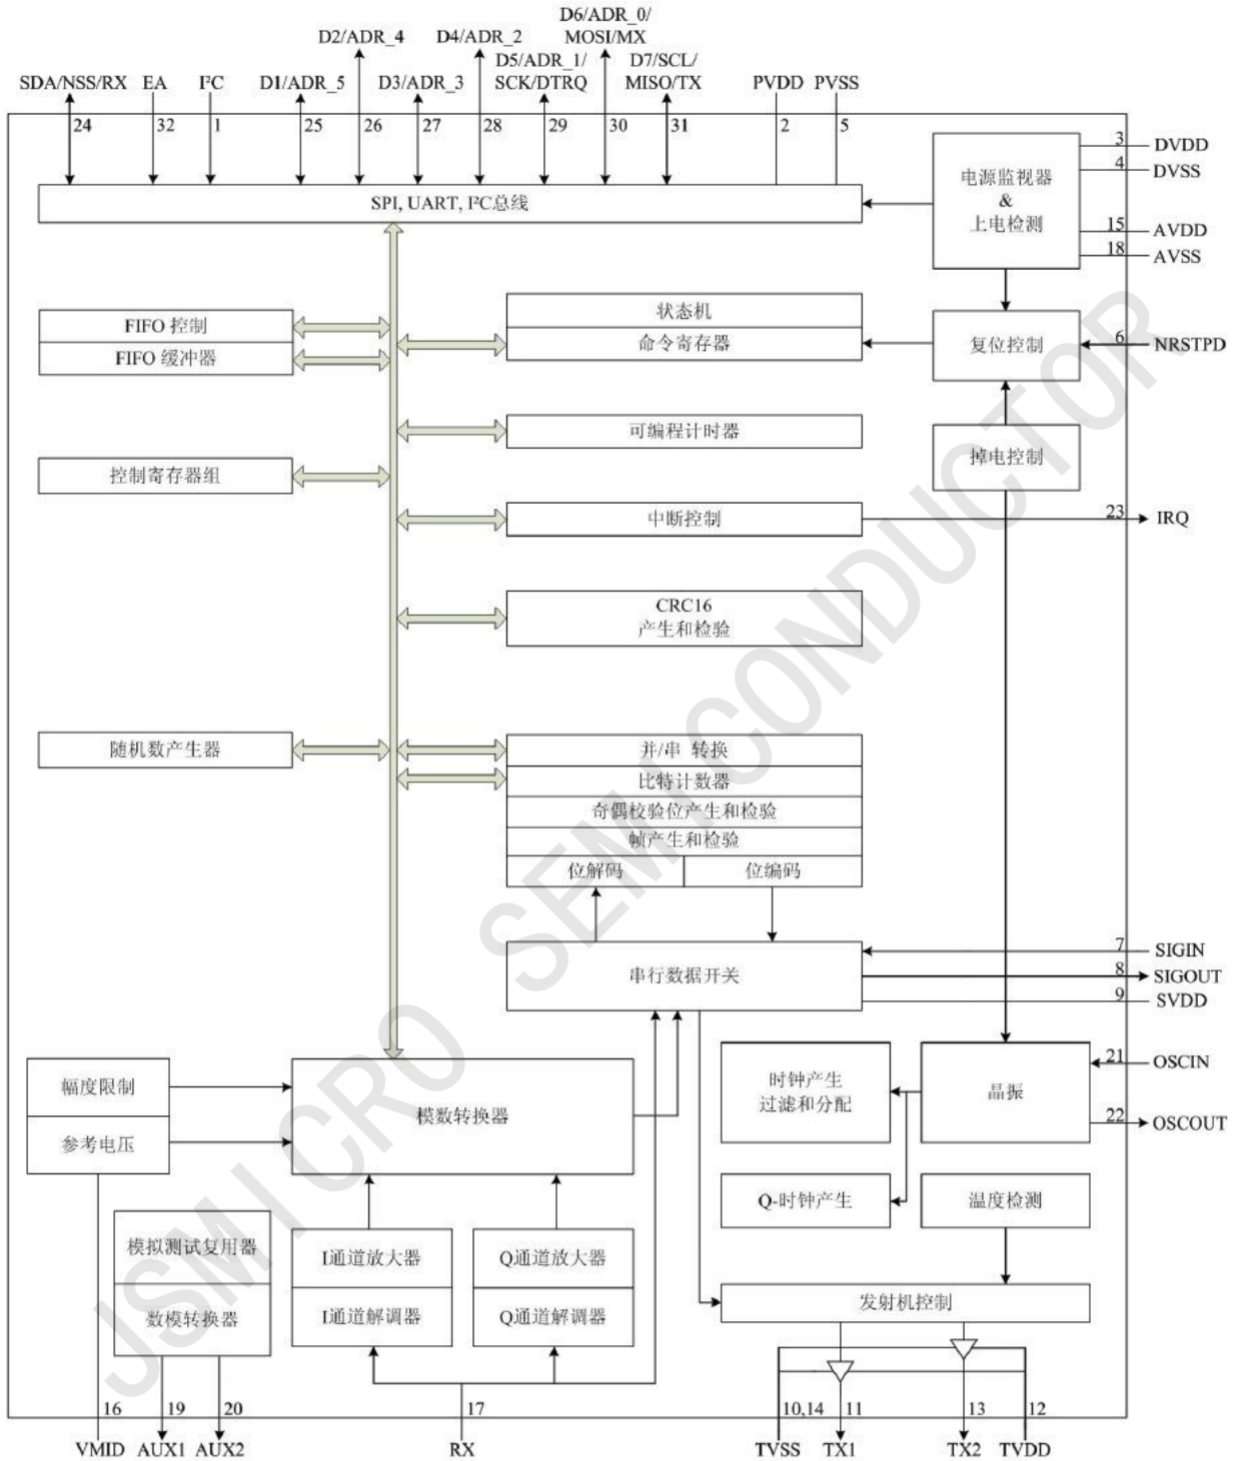 D6/ADR_0/
D2/ADR_4
D4/ADR_2
MOSI/MX
D5/ADR_1/
D7/SCL/
SDA/NSS/RX
EA
I²C
D1/ADR_5
D3/ADR_3
SCK/DTRQ
MISO/TX
PVDD
PVSS
24
32
1
25
26
27
28
29
30
31
2
5
3
DVDD
4
DVSS
电源监视器
&
上电检测
SPI, UART, I²C总线
15
AVDD
18
AVSS
状态机
FIFO 控制
命令寄存器
复位控制
6
NRSTPD
FIFO 缓冲器
可编程计时器
掉电控制
控制寄存器组
中断控制
23
IRQ
CRC16
产生和检验
随机数产生器
并/串 转换
比特计数器
奇偶校验位产生和检验
帧产生和检验
位解码
位编码
7
SIGIN
串行数据开关
8
SIGOUT
9
SVDD
幅度限制
模数转换器
参考电压
时钟产生
过滤和分配
晶振
21
OSCIN
22
OSCOUT
Q-时钟产生
温度检测
模拟测试复用器
I通道放大器
Q通道放大器
数模转换器
I通道解调器
Q通道解调器
发射机控制
16
19
20
17
10,14
11
13
12
VMID
AUX1
AUX2
RX
TVSS
TX1
TX2
TVDD
JSMICRO SEMICONDUCTOR